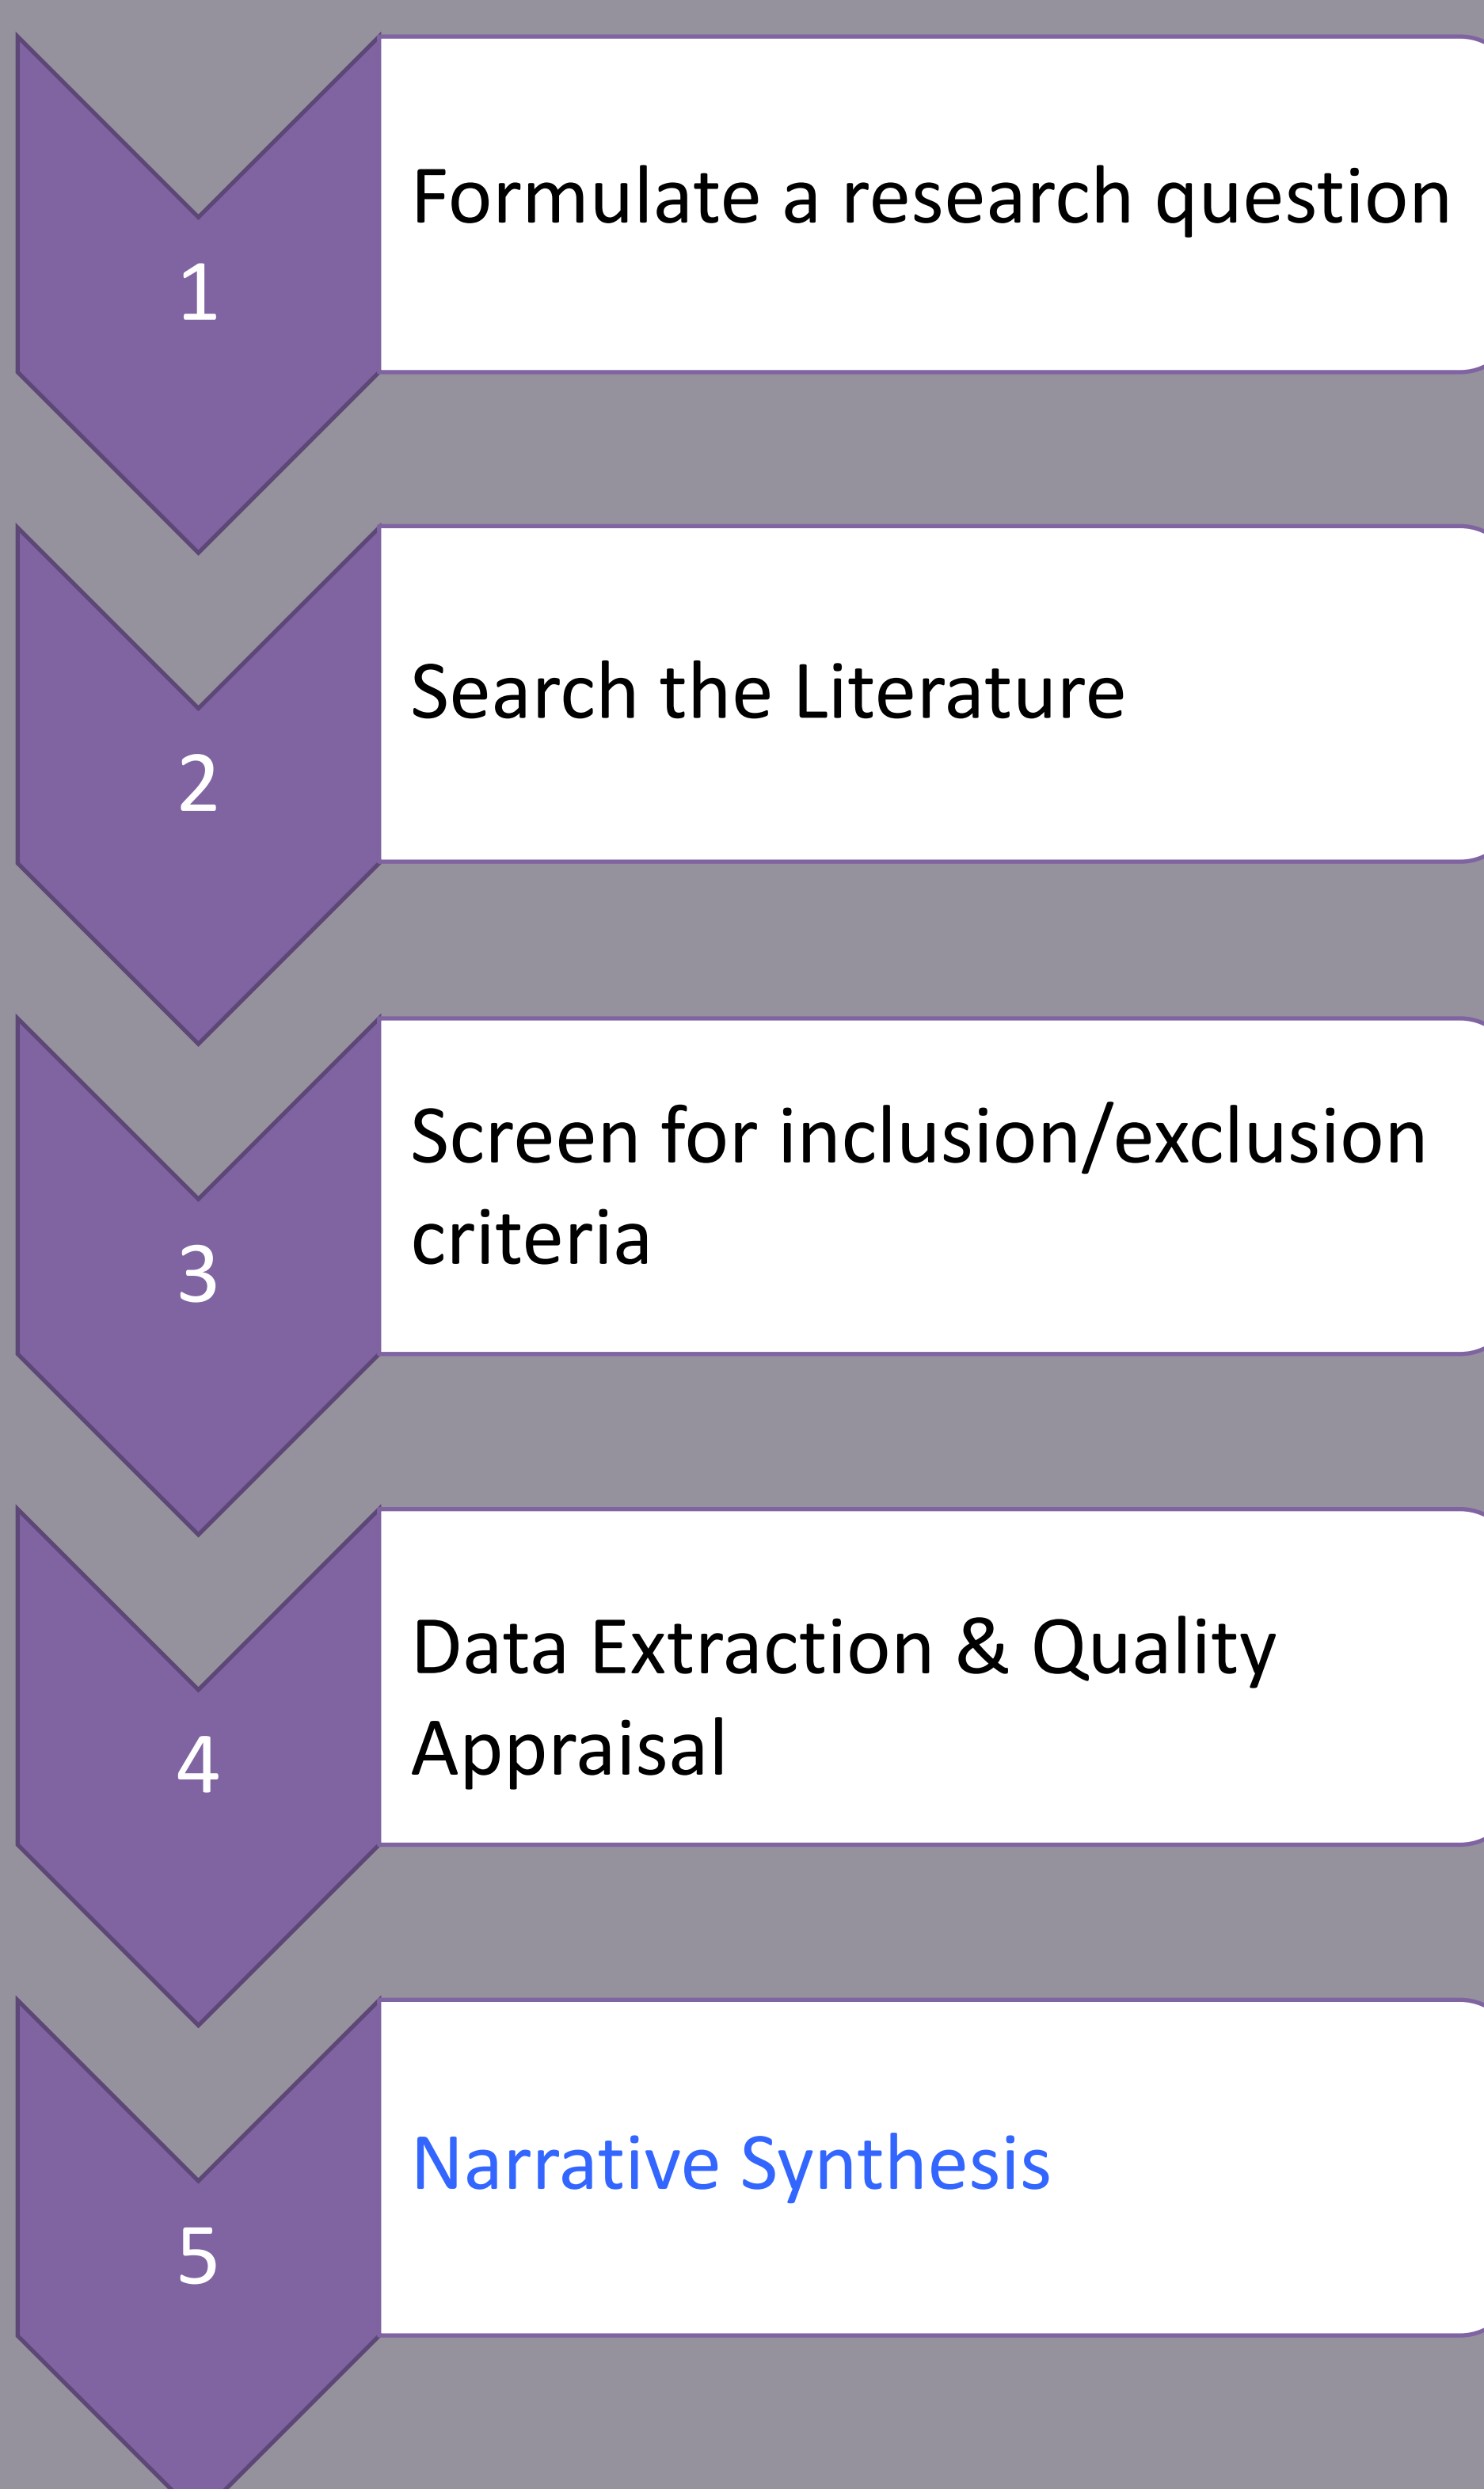 1
Formulate a research question
2
Search the Literature
3
Screen for inclusion/exclusion
criteria
4
Data Extraction & Quality
Appraisal
5
Narrative Synthesis